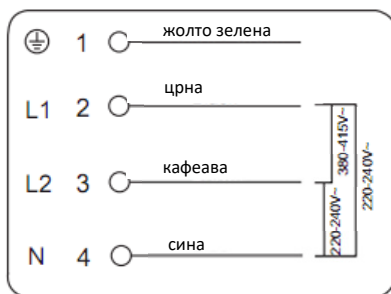 1 жолто зелена
L1 2 црна
L2 3 кафеава
N 4 сина
380-415V~
220-240V~
220-240V~